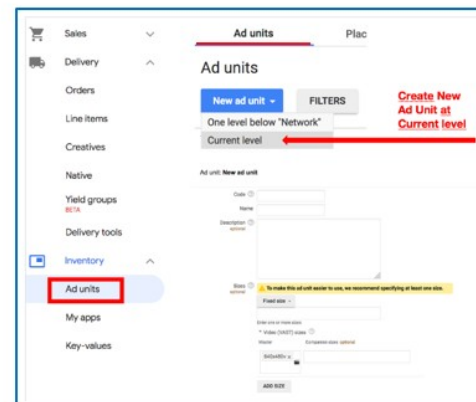 Sales
Delivery
Orders
Line items
Creatives
Native
Yield groups
BETA
Delivery tools
Inventory
Ad units
My apps
Key-values
Ad units
Plac
Ad units
New ad unit
FILTERS
One level below "Network"
Current level
Create New
Ad Unit at
Current level
Ad unit: New ad unit
Code
Name
Description
optional
Sizes
optional
To make this ad unit easier to use, we recommend specifying at least one size.
Fixed size
Enter one or more sizes
Video (VAST) sizes
Master
Companion sizes optional
640x480v x
ADD SIZE